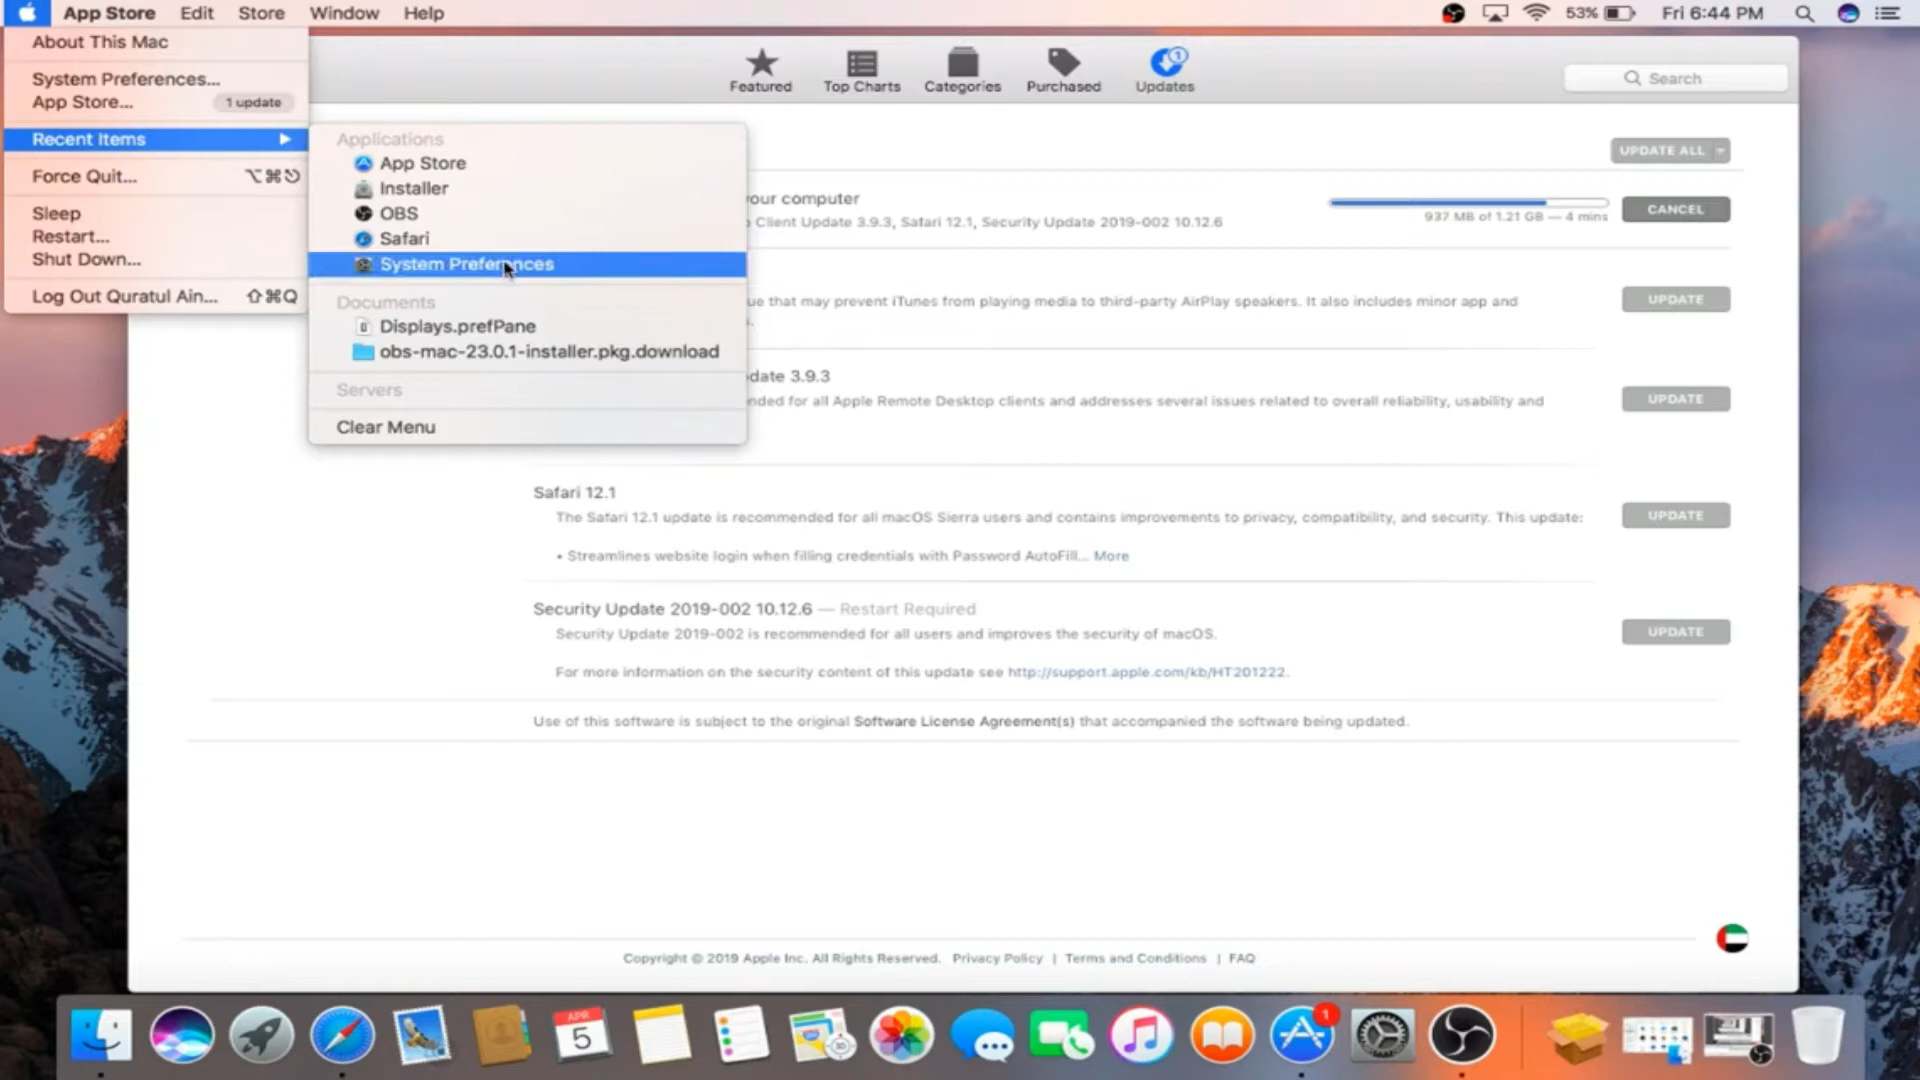 App Store Edit Store Window Help 53% Fri 6:44 PM
About This Mac
System Preferences...
App Store... 1 update
Recent Items
Force Quit... ⌥⌘⎋
Sleep
Restart...
Shut Down...
Log Out Quratul Ain... ⇧⌘Q
Applications
App Store
Installer
OBS
Safari
System Preferences
Documents
Displays.prefPane
obs-mac-23.0.1-installer.pkg.download
Servers
Clear Menu
Featured Top Charts Categories Purchased Updates 1
Search
UPDATE ALL
our computer
Client Update 3.9.3, Safari 12.1, Security Update 2019-002 10.12.6
937 MB of 1.21 GB — 4 mins
CANCEL
ue that may prevent iTunes from playing media to third-party AirPlay speakers. It also includes minor app and
s.
UPDATE
date 3.9.3
nded for all Apple Remote Desktop clients and addresses several issues related to overall reliability, usability and
UPDATE
Safari 12.1
The Safari 12.1 update is recommended for all macOS Sierra users and contains improvements to privacy, compatibility, and security. This update:
• Streamlines website login when filling credentials with Password AutoFill... More
UPDATE
Security Update 2019-002 10.12.6 — Restart Required
Security Update 2019-002 is recommended for all users and improves the security of macOS.
For more information on the security content of this update see http://support.apple.com/kb/HT201222.
UPDATE
Use of this software is subject to the original Software License Agreement(s) that accompanied the software being updated.
Copyright © 2019 Apple Inc. All Rights Reserved. Privacy Policy | Terms and Conditions | FAQ
APR
5
3D
1